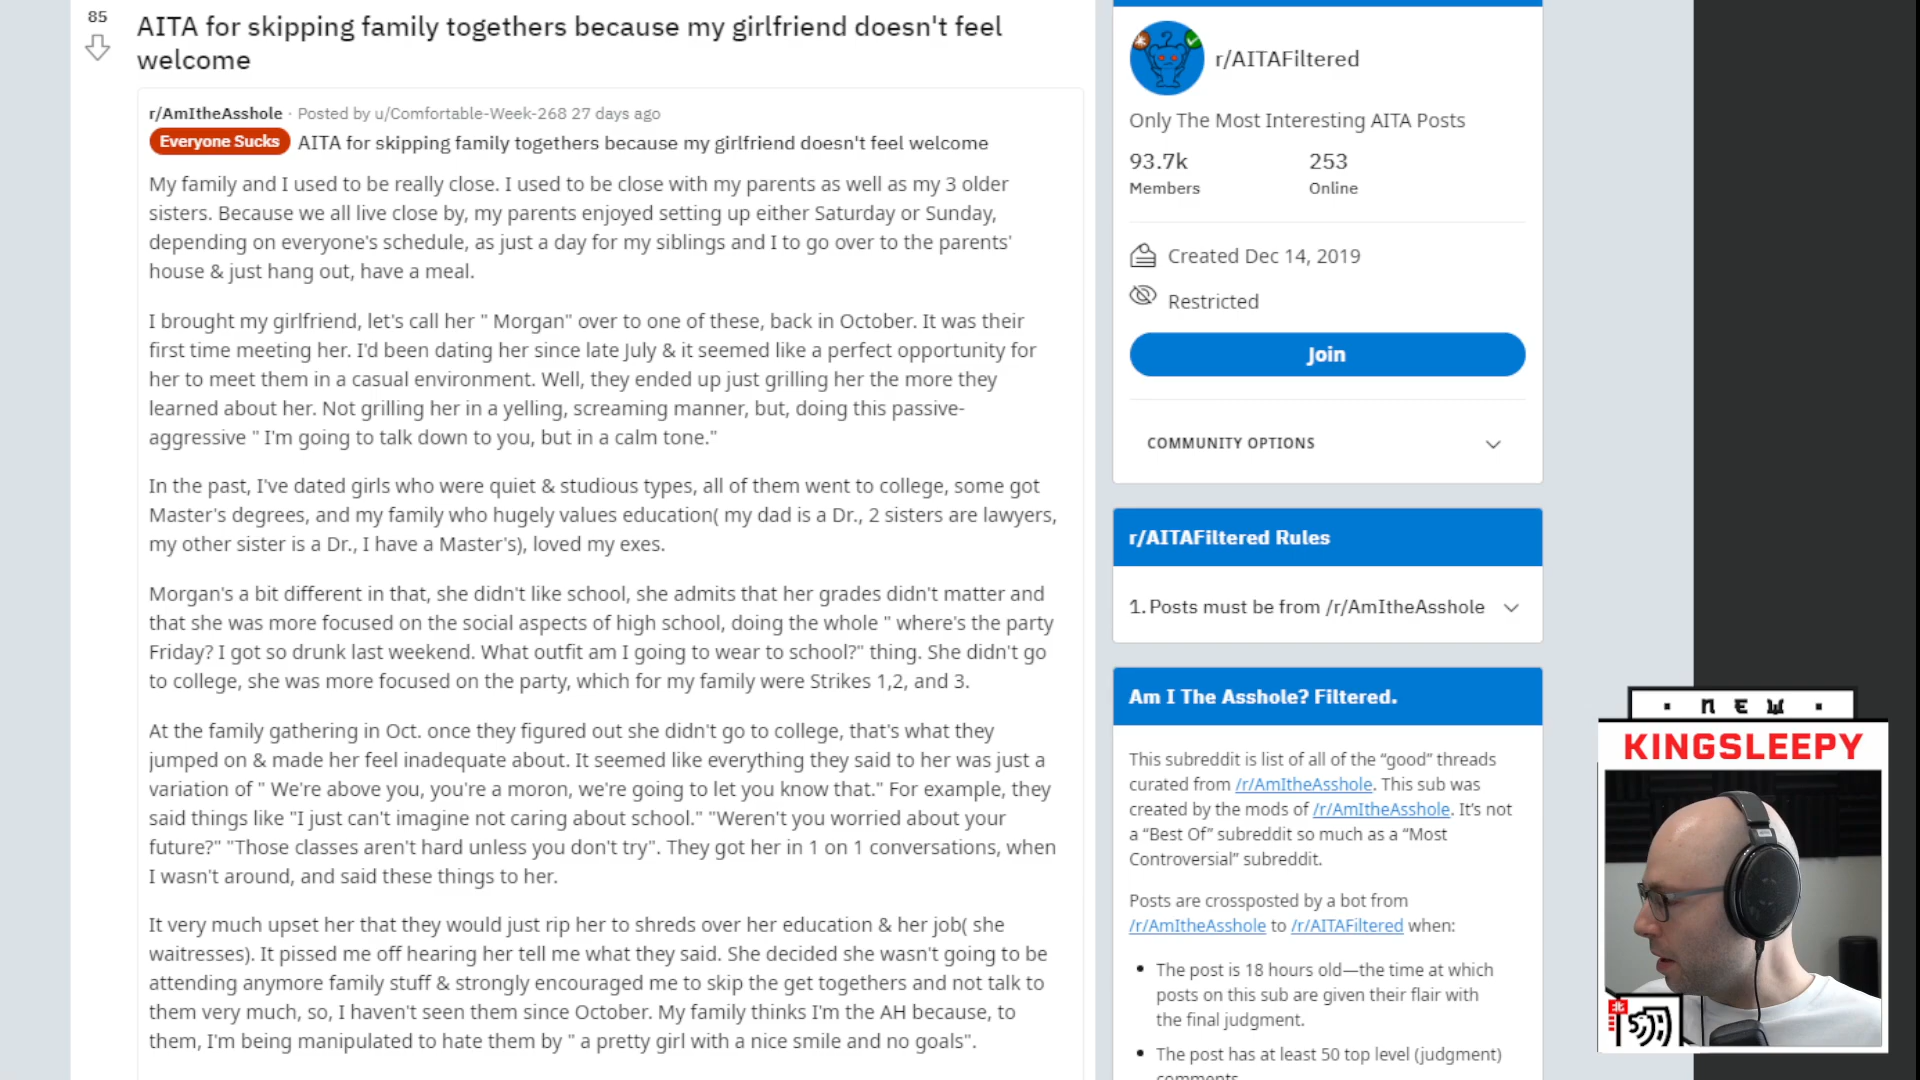 85
AITA for skipping family togethers because my girlfriend doesn't feel
welcome
r/AmItheAsshole · Posted by u/Comfortable-Week-268 27 days ago
Everyone Sucks AITA for skipping family togethers because my girlfriend doesn't feel welcome
My family and I used to be really close. I used to be close with my parents as well as my 3 older
sisters. Because we all live close by, my parents enjoyed setting up either Saturday or Sunday,
depending on everyone's schedule, as just a day for my siblings and I to go over to the parents'
house & just hang out, have a meal.
I brought my girlfriend, let's call her " Morgan" over to one of these, back in October. It was their
first time meeting her. I'd been dating her since late July & it seemed like a perfect opportunity for
her to meet them in a casual environment. Well, they ended up just grilling her the more they
learned about her. Not grilling her in a yelling, screaming manner, but, doing this passive-
aggressive " I'm going to talk down to you, but in a calm tone."
In the past, I've dated girls who were quiet & studious types, all of them went to college, some got
Master's degrees, and my family who hugely values education( my dad is a Dr., 2 sisters are lawyers,
my other sister is a Dr., I have a Master's), loved my exes.
Morgan's a bit different in that, she didn't like school, she admits that her grades didn't matter and
that she was more focused on the social aspects of high school, doing the whole " where's the party
Friday? I got so drunk last weekend. What outfit am I going to wear to school?" thing. She didn't go
to college, she was more focused on the party, which for my family were Strikes 1,2, and 3.
At the family gathering in Oct. once they figured out she didn't go to college, that's what they
jumped on & made her feel inadequate about. It seemed like everything they said to her was just a
variation of " We're above you, you're a moron, we're going to let you know that." For example, they
said things like "I just can't imagine not caring about school." "Weren't you worried about your
future?" "Those classes aren't hard unless you don't try". They got her in 1 on 1 conversations, when
I wasn't around, and said these things to her.
It very much upset her that they would just rip her to shreds over her education & her job( she
waitresses). It pissed me off hearing her tell me what they said. She decided she wasn't going to be
attending anymore family stuff & strongly encouraged me to skip the get togethers and not talk to
them very much, so, I haven't seen them since October. My family thinks I'm the AH because, to
them, I'm being manipulated to hate them by " a pretty girl with a nice smile and no goals".
r/AITAFiltered
Only The Most Interesting AITA Posts
93.7k 253
Members Online
Created Dec 14, 2019
Restricted
Join
COMMUNITY OPTIONS
r/AITAFiltered Rules
1. Posts must be from /r/AmItheAsshole
Am I The Asshole? Filtered.
This subreddit is list of all of the “good” threads
curated from /r/AmItheAsshole. This sub was
created by the mods of /r/AmItheAsshole. It’s not
a “Best Of” subreddit so much as a “Most
Controversial” subreddit.
Posts are crossposted by a bot from
/r/AmItheAsshole to /r/AITAFiltered when:
• The post is 18 hours old—the time at which
posts on this sub are given their flair with
the final judgment.
• The post has at least 50 top level (judgment)
comments
· NEW ·
KINGSLEEPY